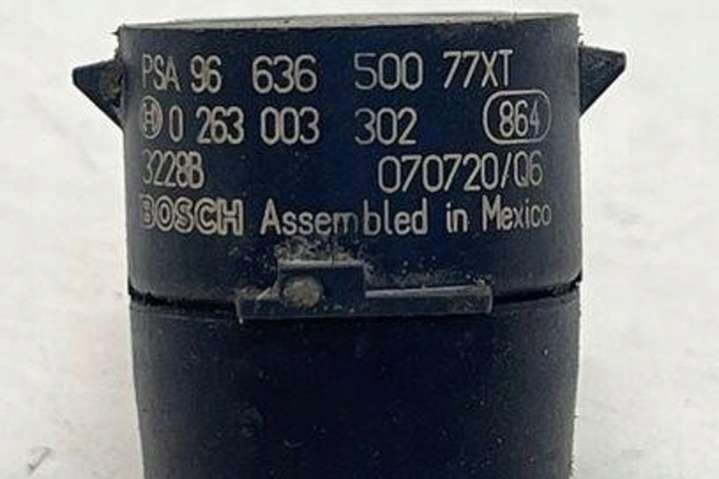 PSA 96 636 500 77XT
H 0 263 003 302 864
3228B 070720/Q6
BOSCH Assembled in Mexico